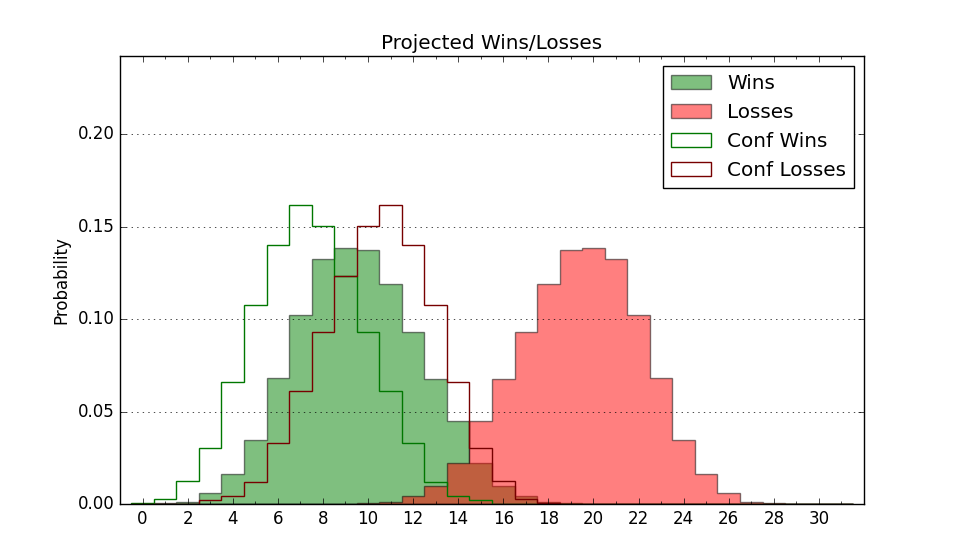 Projected Wins/Losses
Wins
Losses
Conf Wins
Conf Losses
Probability
0.20
0.15
0.10
0.05
0.00
0 2 4 6 8 10 12 14 16 18 20 22 24 26 28 30